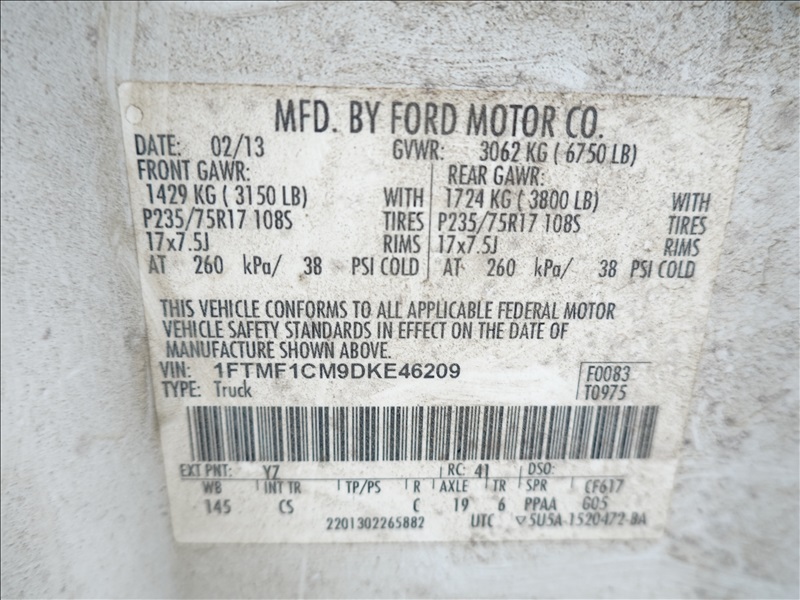 MFD. BY FORD MOTOR CO.
DATE: 02/13 GVWR: 3062 KG ( 6750 LB)
FRONT GAWR: REAR GAWR:
1429 KG ( 3150 LB) WITH 1724 KG ( 3800 LB) WITH
P235/75R17 108S TIRES P235/75R17 108S TIRES
17x7.5J RIMS 17x7.5J RIMS
AT 260 kPa/ 38 PSI COLD AT 260 kPa/ 38 PSI COLD
THIS VEHICLE CONFORMS TO ALL APPLICABLE FEDERAL MOTOR
VEHICLE SAFETY STANDARDS IN EFFECT ON THE DATE OF
MANUFACTURE SHOWN ABOVE.
VIN: 1FTMF1CM9DKE46209 F0083
TYPE: Truck T0975
EXT PNT: YZ RC: 41 DSO:
WB INT TR TP/PS R AXLE TR SPR CF617
145 CS C 19 6 PPAA G05
2201302265882 UTC ▽5U5A-1520472-BA